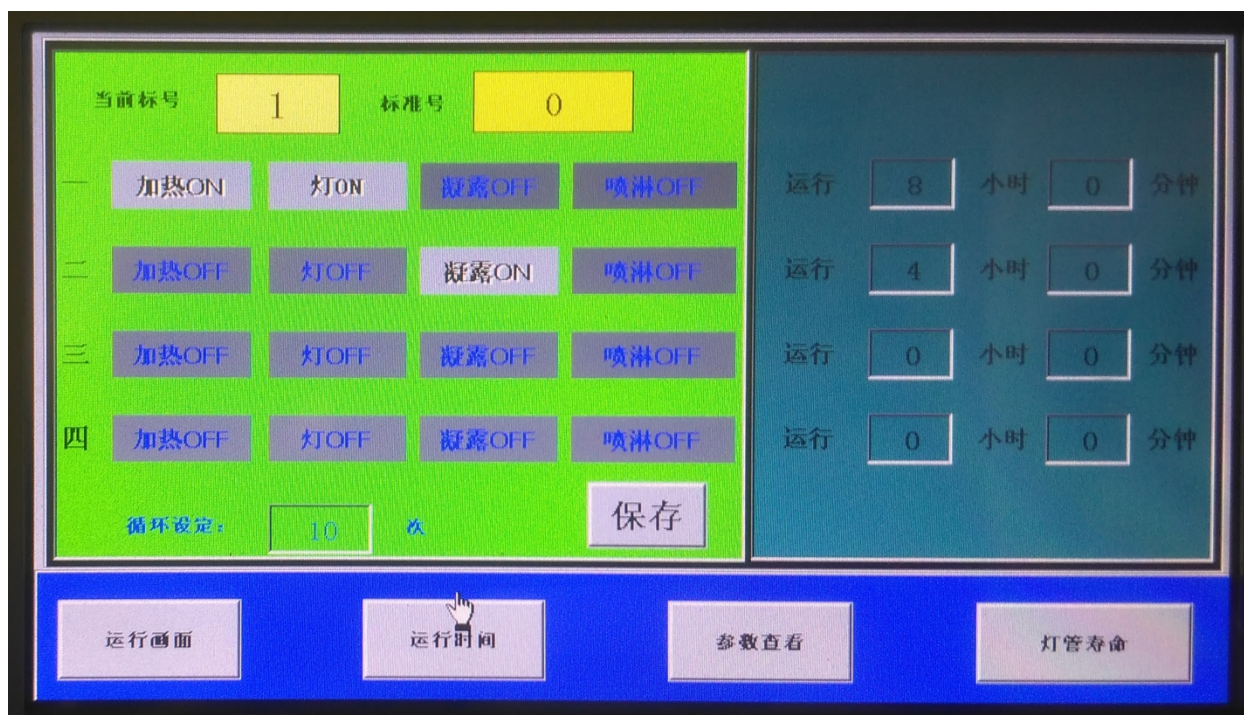 当前标号 1 标准号 0
一 加热ON 灯ON 凝露OFF 喷淋OFF 运行 8 小时 0 分钟
二 加热OFF 灯OFF 凝露ON 喷淋OFF 运行 4 小时 0 分钟
三 加热OFF 灯OFF 凝露OFF 喷淋OFF 运行 0 小时 0 分钟
四 加热OFF 灯OFF 凝露OFF 喷淋OFF 运行 0 小时 0 分钟
循环设定: 10 次 保存
运行画面 运行时间 参数查看 灯管寿命